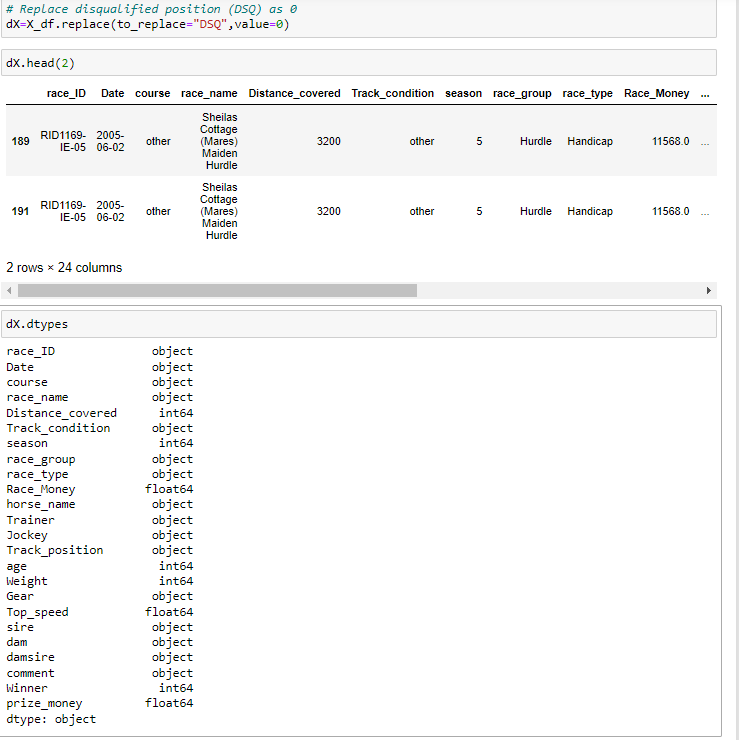 # Replace disqualified position (DSQ) as 0
dX=X_df.replace(to_replace="DSQ",value=0)
dX.head(2)
race_ID Date course race_name Distance_covered Track_condition season race_group race_type Race_Money ...
189 RID1169-IE-05 2005-06-02 other Sheilas Cottage (Mares) Maiden Hurdle 3200 other 5 Hurdle Handicap 11568.0 ...
191 RID1169-IE-05 2005-06-02 other Sheilas Cottage (Mares) Maiden Hurdle 3200 other 5 Hurdle Handicap 11568.0 ...
2 rows × 24 columns
dX.dtypes
race_ID object
Date object
course object
race_name object
Distance_covered int64
Track_condition object
season int64
race_group object
race_type object
Race_Money float64
horse_name object
Trainer object
Jockey object
Track_position object
age int64
Weight int64
Gear object
Top_speed float64
sire object
dam object
damsire object
comment object
Winner int64
prize_money float64
dtype: object